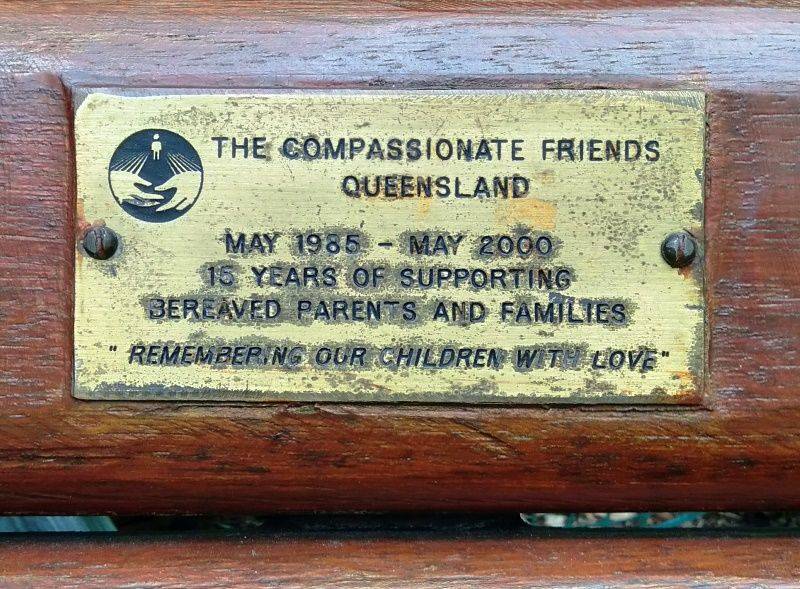 THE COMPASSIONATE FRIENDS
QUEENSLAND
MAY 1985 - MAY 2000
15 YEARS OF SUPPORTING
BEREAVED PARENTS AND FAMILIES
"REMEMBERING OUR CHILDREN WITH LOVE"